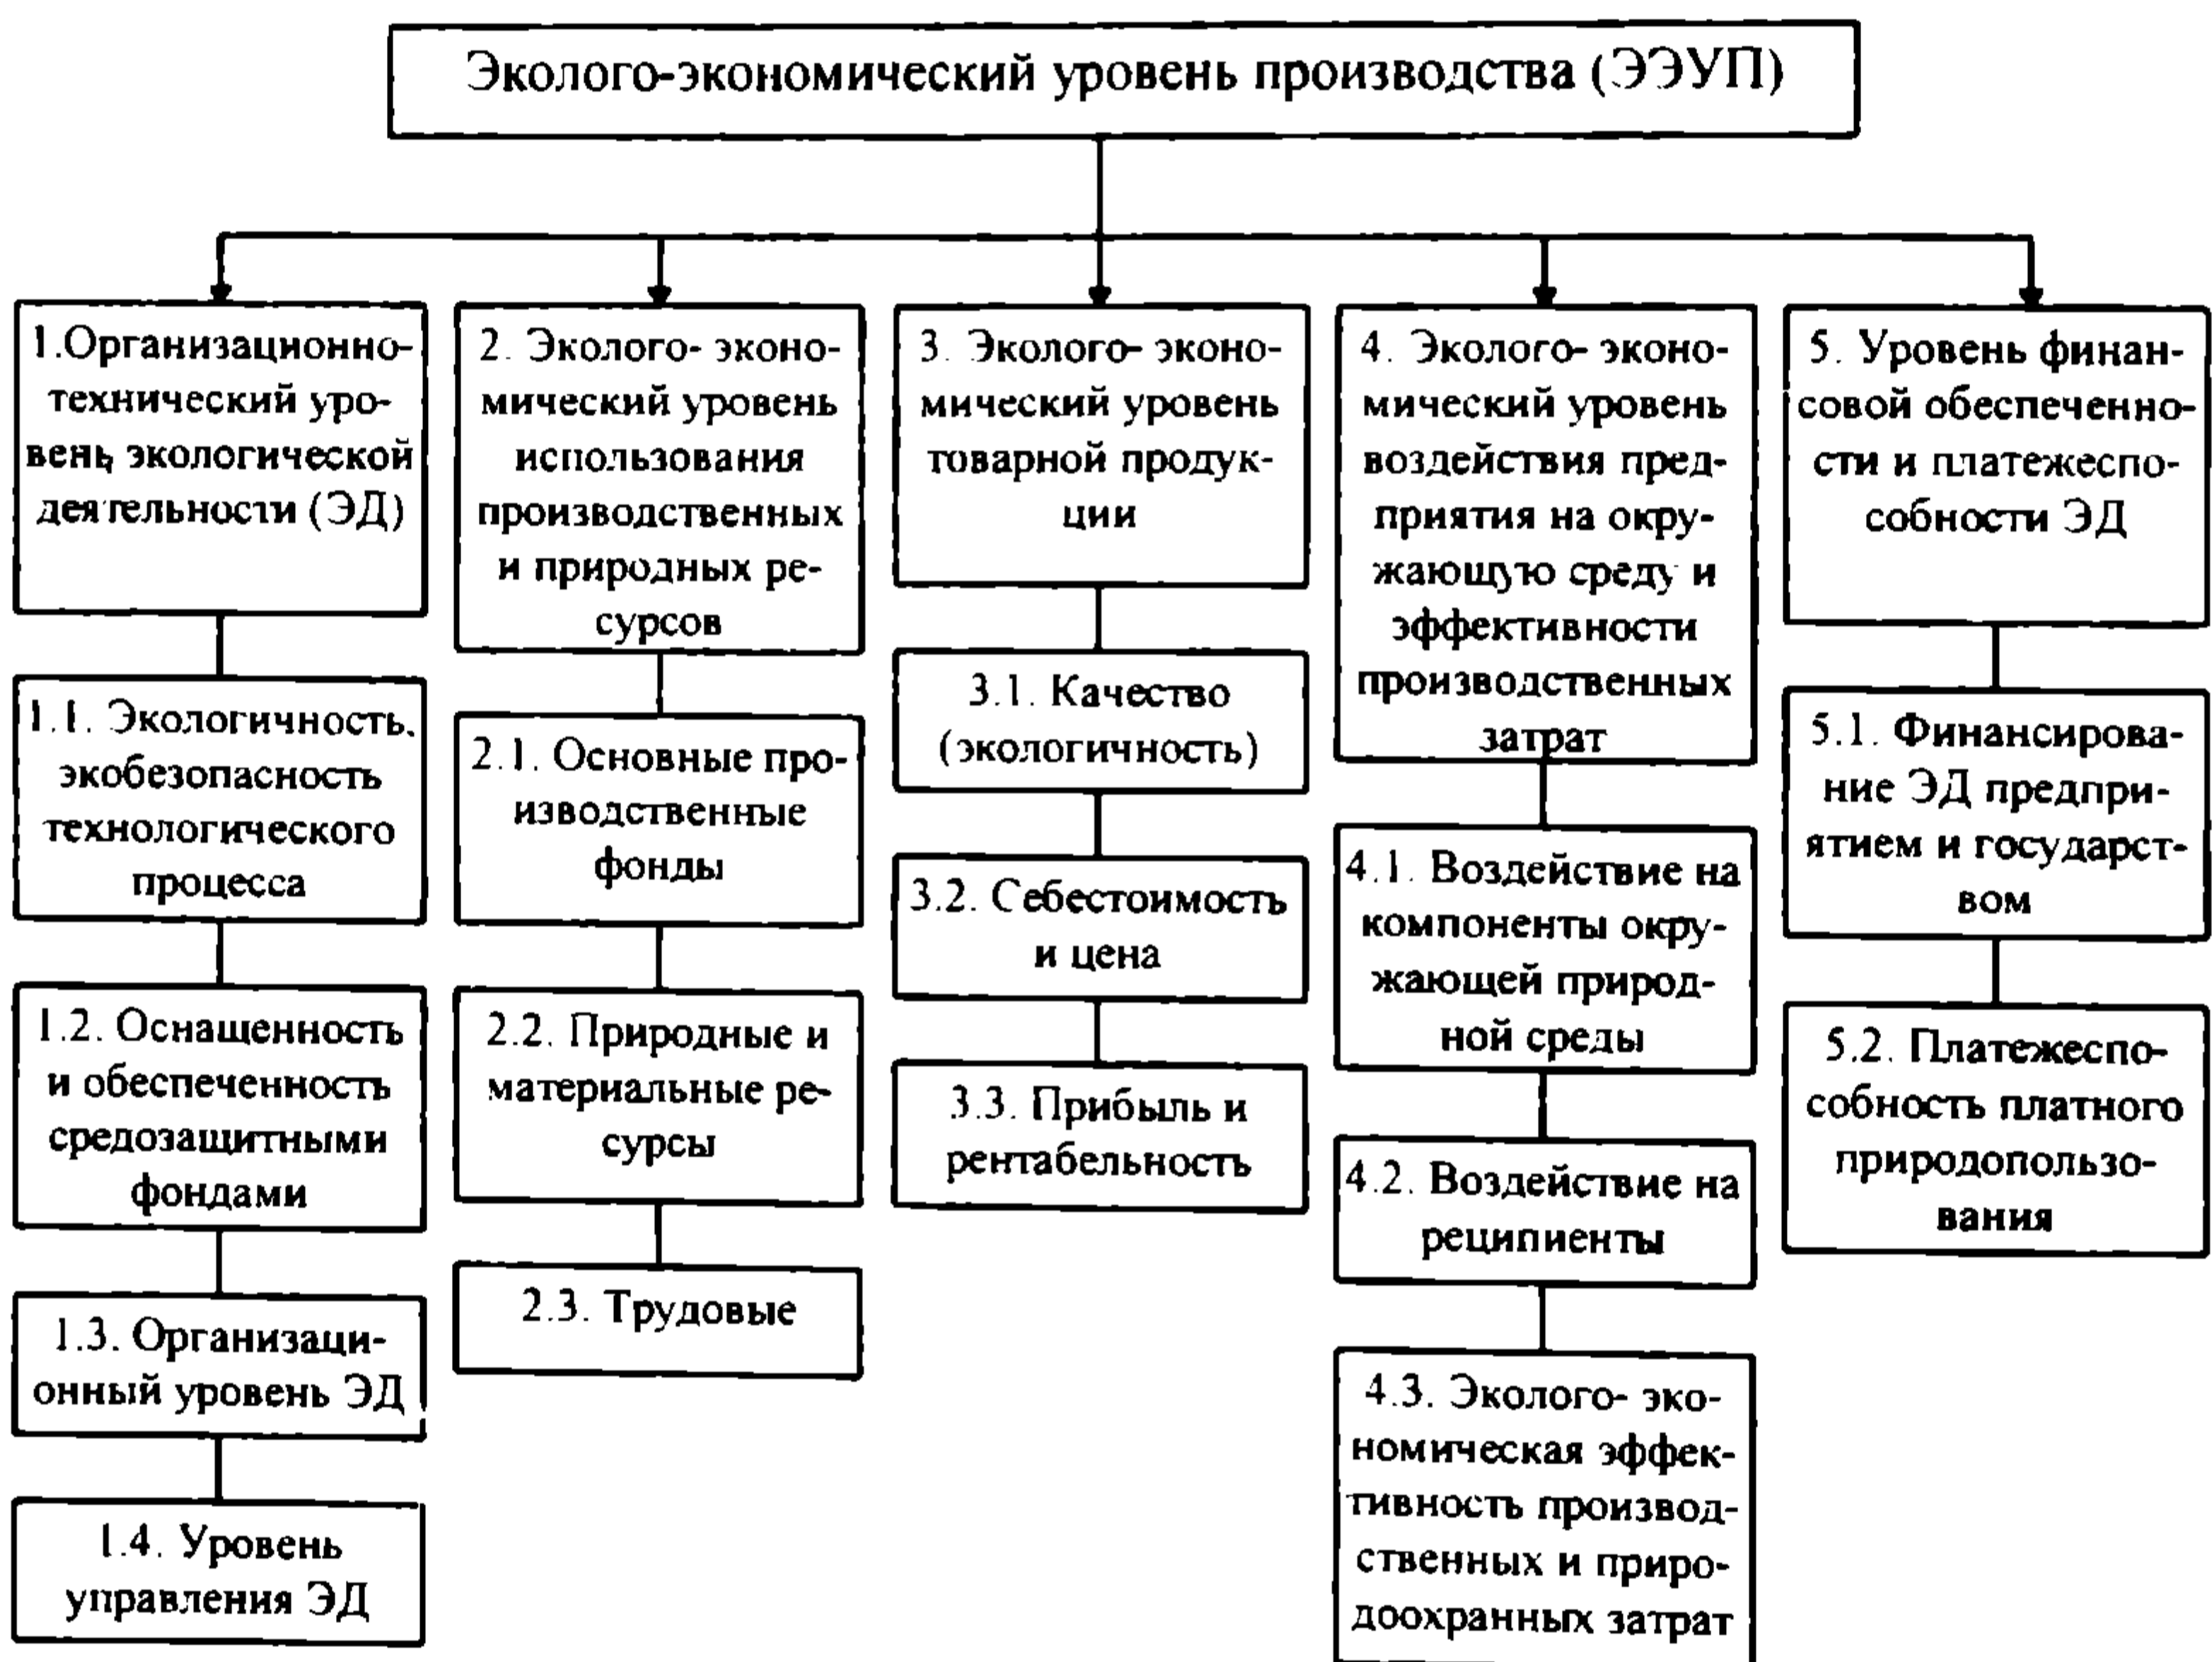 Эколого-экономический уровень производства (ЭЭУП)
1.Организационно-
технический уро-
вень экологической
деятельности (ЭД)
1.1. Экологичность.
экобезопасность
технологического
процесса
1.2. Оснащенность
и обеспеченность
средозащитными
фондами
1.3. Организаци-
онный уровень ЭД
1.4. Уровень
управления ЭД
2. Эколого- эконо-
мический уровень
использования
производственных
и природных ре-
сурсов
2.1. Основные про-
изводственные
фонды
2.2. Природные и
материальные ре-
сурсы
2.3. Трудовые
3. Эколого- эконо-
мический уровень
товарной продук-
ции
3.1. Качество
(экологичность)
3.2. Себестоимость
и цена
3.3. Прибыль и
рентабельность
4. Эколого- эконо-
мический уровень
воздействия пред-
приятия на окру-
жающую среду и
эффективности
производственных
затрат
4.1. Воздействие на
компоненты окру-
жающей природ-
ной среды
4.2. Воздействие на
реципиенты
4.3. Эколого- эко-
номическая эффек-
тивность производ-
ственных и приро-
доохранных затрат
5. Уровень финан-
совой обеспеченно-
сти и платежеспо-
собности ЭД
5.1. Финансирова-
ние ЭД предпри-
ятием и государст-
вом
5.2. Платежеспо-
собность платного
природопользо-
вания